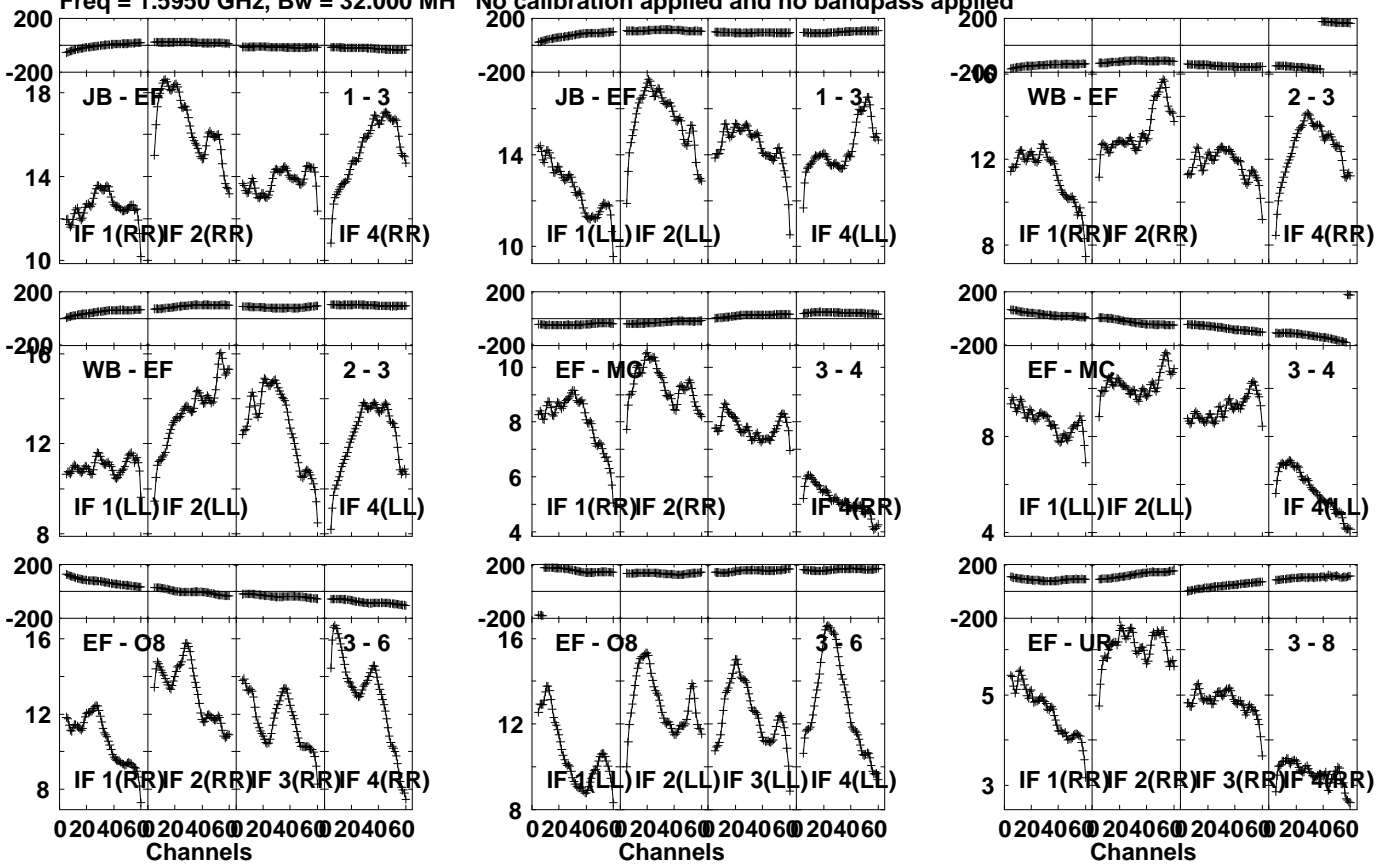 Freq = 1.5950 GHz, Bw = 32.000 MH No calibration applied and no bandpass applied
200
-200
18
14
10
JB - EF 1 - 3
IF 1(RR) IF 2(RR) IF 4(RR)
200
-200
14
10
JB - EF 1 - 3
IF 1(LL) IF 2(LL) IF 4(LL)
200
-200
16
12
8
WB - EF 2 - 3
IF 1(RR) IF 2(RR) IF 4(RR)
200
-200
16
12
8
WB - EF 2 - 3
IF 1(LL) IF 2(LL) IF 4(LL)
200
-200
10
8
6
4
EF - MC 3 - 4
IF 1(RR) IF 2(RR) IF 4(RR)
200
-200
8
4
EF - MC 3 - 4
IF 1(LL) IF 2(LL) IF 4(LL)
200
-200
16
12
8
EF - O8 3 - 6
IF 1(RR) IF 2(RR) IF 3(RR) IF 4(RR)
0 20 40 60 0 20 40 60 0 20 40 60 0 20 40 60
Channels
200
-200
16
12
8
EF - O8 3 - 6
IF 1(LL) IF 2(LL) IF 3(LL) IF 4(LL)
0 20 40 60 0 20 40 60 0 20 40 60 0 20 40 60
Channels
200
-200
5
3
EF - UR 3 - 8
IF 1(RR) IF 2(RR) IF 3(RR) IF 4(RR)
0 20 40 60 0 20 40 60 0 20 40 60 0 20 40 60
Channels